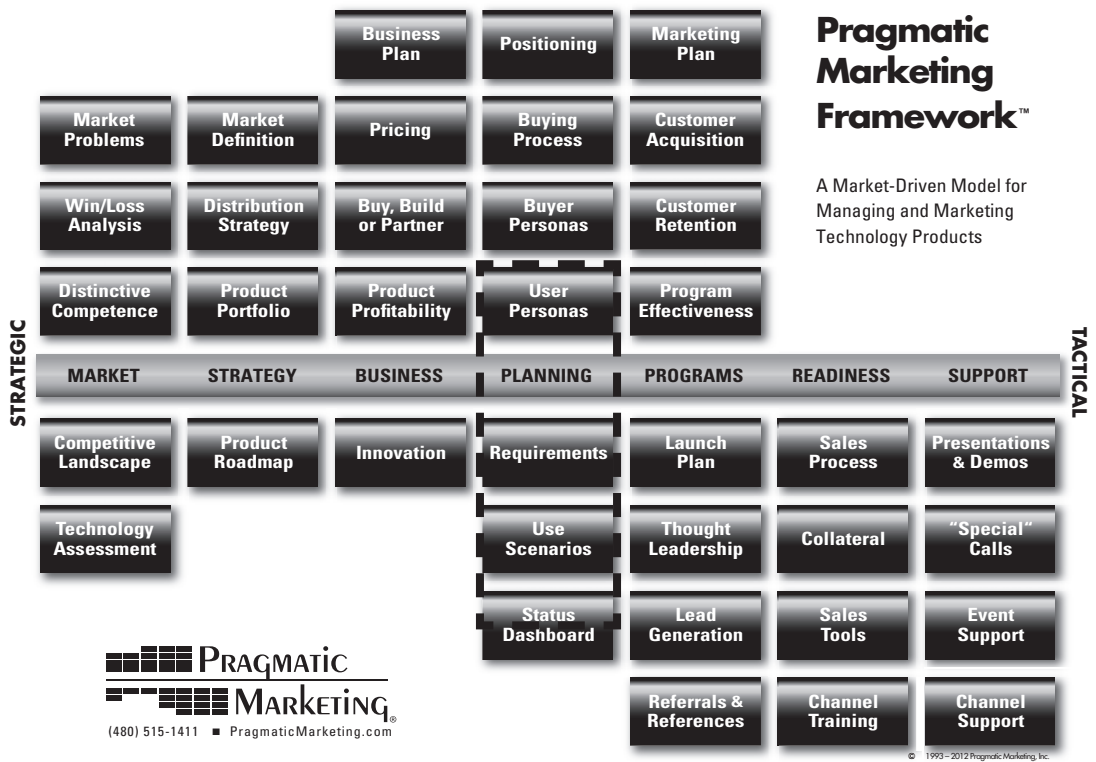 Pragmatic
Marketing
Framework™
A Market-Driven Model for
Managing and Marketing
Technology Products
Business
Plan
Positioning
Marketing
Plan
Market
Problems
Market
Definition
Pricing
Buying
Process
Customer
Acquisition
Win/Loss
Analysis
Distribution
Strategy
Buy, Build
or Partner
Buyer
Personas
Customer
Retention
Distinctive
Competence
Product
Portfolio
Product
Profitability
User
Personas
Program
Effectiveness
STRATEGIC
MARKET
STRATEGY
BUSINESS
PLANNING
PROGRAMS
READINESS
SUPPORT
TACTICAL
Competitive
Landscape
Product
Roadmap
Innovation
Requirements
Launch
Plan
Sales
Process
Presentations
& Demos
Technology
Assessment
Use
Scenarios
Thought
Leadership
Collateral
“Special“
Calls
Status
Dashboard
Lead
Generation
Sales
Tools
Event
Support
Referrals &
References
Channel
Training
Channel
Support
PRAGMATIC
MARKETING®
(480) 515-1411 ■ PragmaticMarketing.com
© 1993 – 2012 Pragmatic Marketing, Inc.